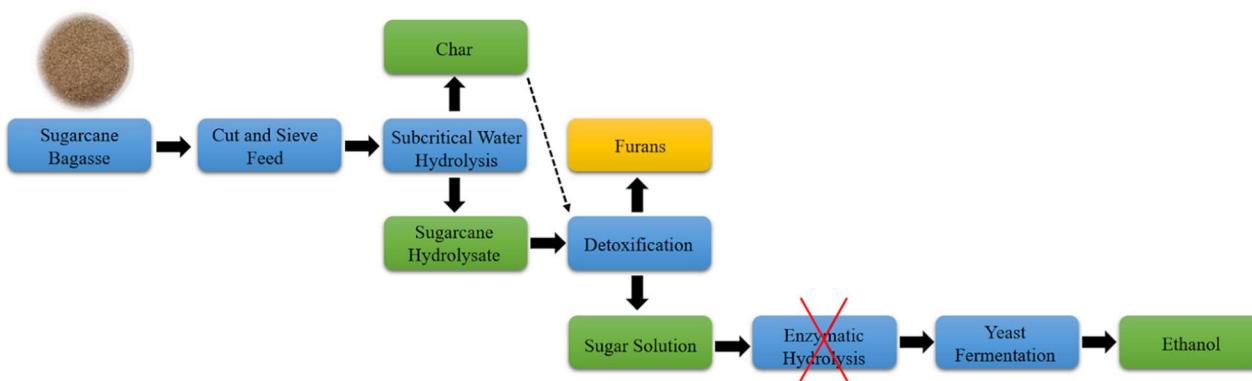 Char
Sugarcane
Bagasse
Cut and Sieve
Feed
Subcritical Water
Hydrolysis
Furans
Sugarcane
Hydrolysate
Detoxification
Sugar Solution
Enzymatic
Hydrolysis
Yeast
Fermentation
Ethanol